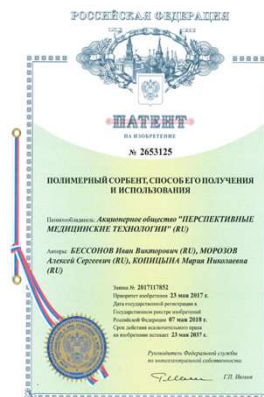 РОССИЙСКАЯ ФЕДЕРАЦИЯ
ПАТЕНТ
НА ИЗОБРЕТЕНИЕ
№ 2653125
ПОЛИМЕРНЫЙ СОРБЕНТ, СПОСОБ ЕГО ПОЛУЧЕНИЯ
И ИСПОЛЬЗОВАНИЯ
Патентообладатель: Акционерное общество "ПЕРСПЕКТИВНЫЕ
МЕДИЦИНСКИЕ ТЕХНОЛОГИИ" (RU)
Авторы: БЕССОНОВ Иван Викторович (RU), МОРОЗОВ
Алексей Сергеевич (RU), КОПИЦЫНА Мария Николаевна
(RU)
Заявка № 2017117852
Приоритет изобретения 23 мая 2017 г.
Дата государственной регистрации в
Государственном реестре изобретений
Российской Федерации 07 мая 2018 г.
Срок действия исключительного права
на изобретение истекает 23 мая 2037 г.
Руководитель Федеральной службы
по интеллектуальной собственности
Г.П. Ивлиев